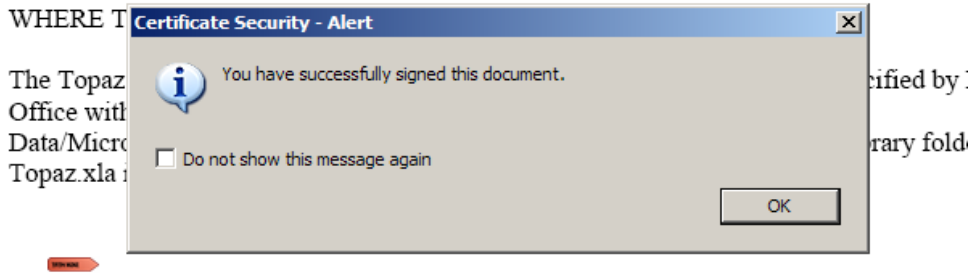 WHERE T
Certificate Security - Alert
You have successfully signed this document.
The Topaz
cified by
Office with
Data/Micro
rary folde
Topaz.xla i
Do not show this message again
OK